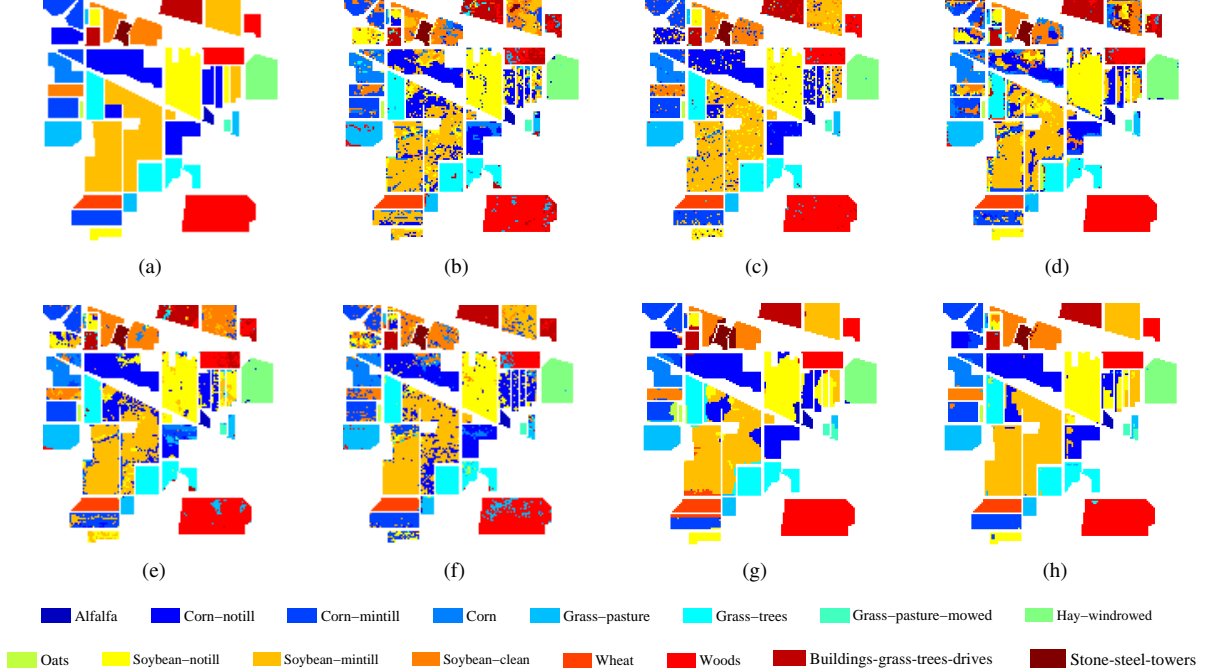 (a) (b) (c) (d)
(e) (f) (g) (h)
Alfalfa Corn−notill Corn−mintill Corn Grass−pasture Grass−trees Grass−pasture−mowed Hay−windrowed
Oats Soybean−notill Soybean−mintill Soybean−clean Wheat Woods Buildings-grass-trees-drives Stone-steel-towers